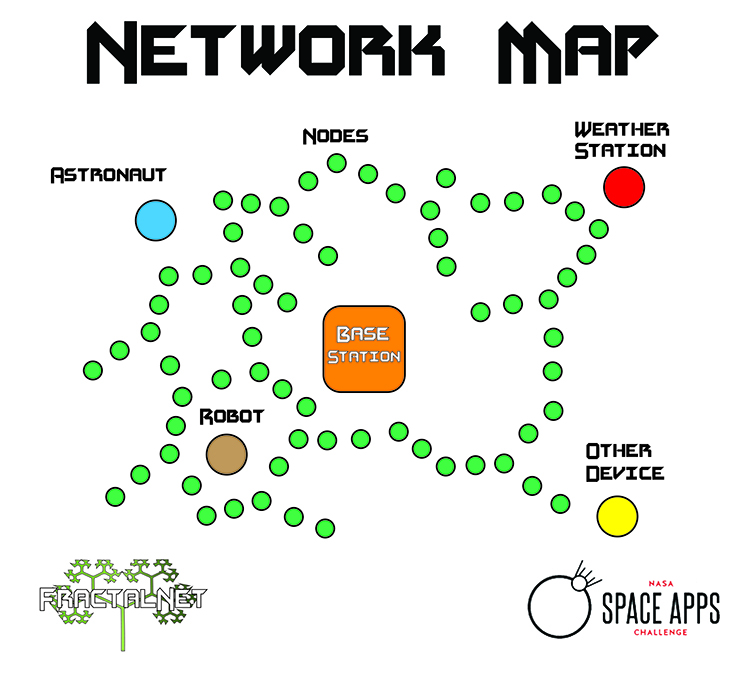 Network Map
Nodes
Weather
Station
Astronaut
Base
Station
Robot
Other
Device
FractalNet
NASA
SPACE APPS
CHALLENGE